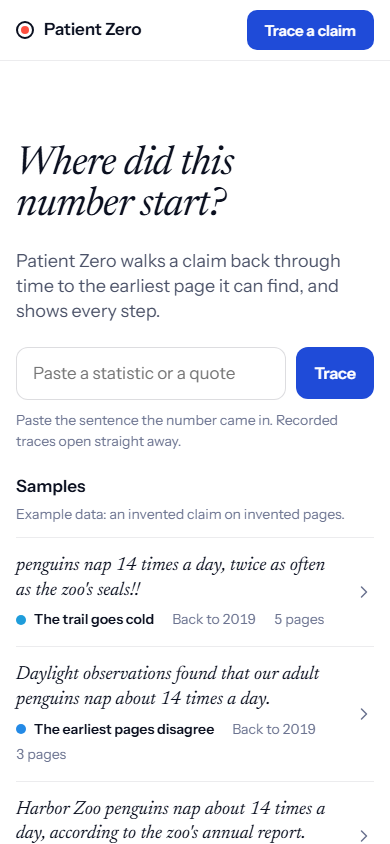 Patient Zero
Trace a claim
Where did this
number start?
Patient Zero walks a claim back through
time to the earliest page it can find, and
shows every step.
Paste a statistic or a quote
Trace
Paste the sentence the number came in. Recorded
traces open straight away.
Samples
Example data: an invented claim on invented pages.
penguins nap 14 times a day, twice as often
as the zoo's seals!!
The trail goes cold Back to 2019 5 pages
Daylight observations found that our adult
penguins nap about 14 times a day.
The earliest pages disagree Back to 2019
3 pages
Harbor Zoo penguins nap about 14 times a
day, according to the zoo's annual report.